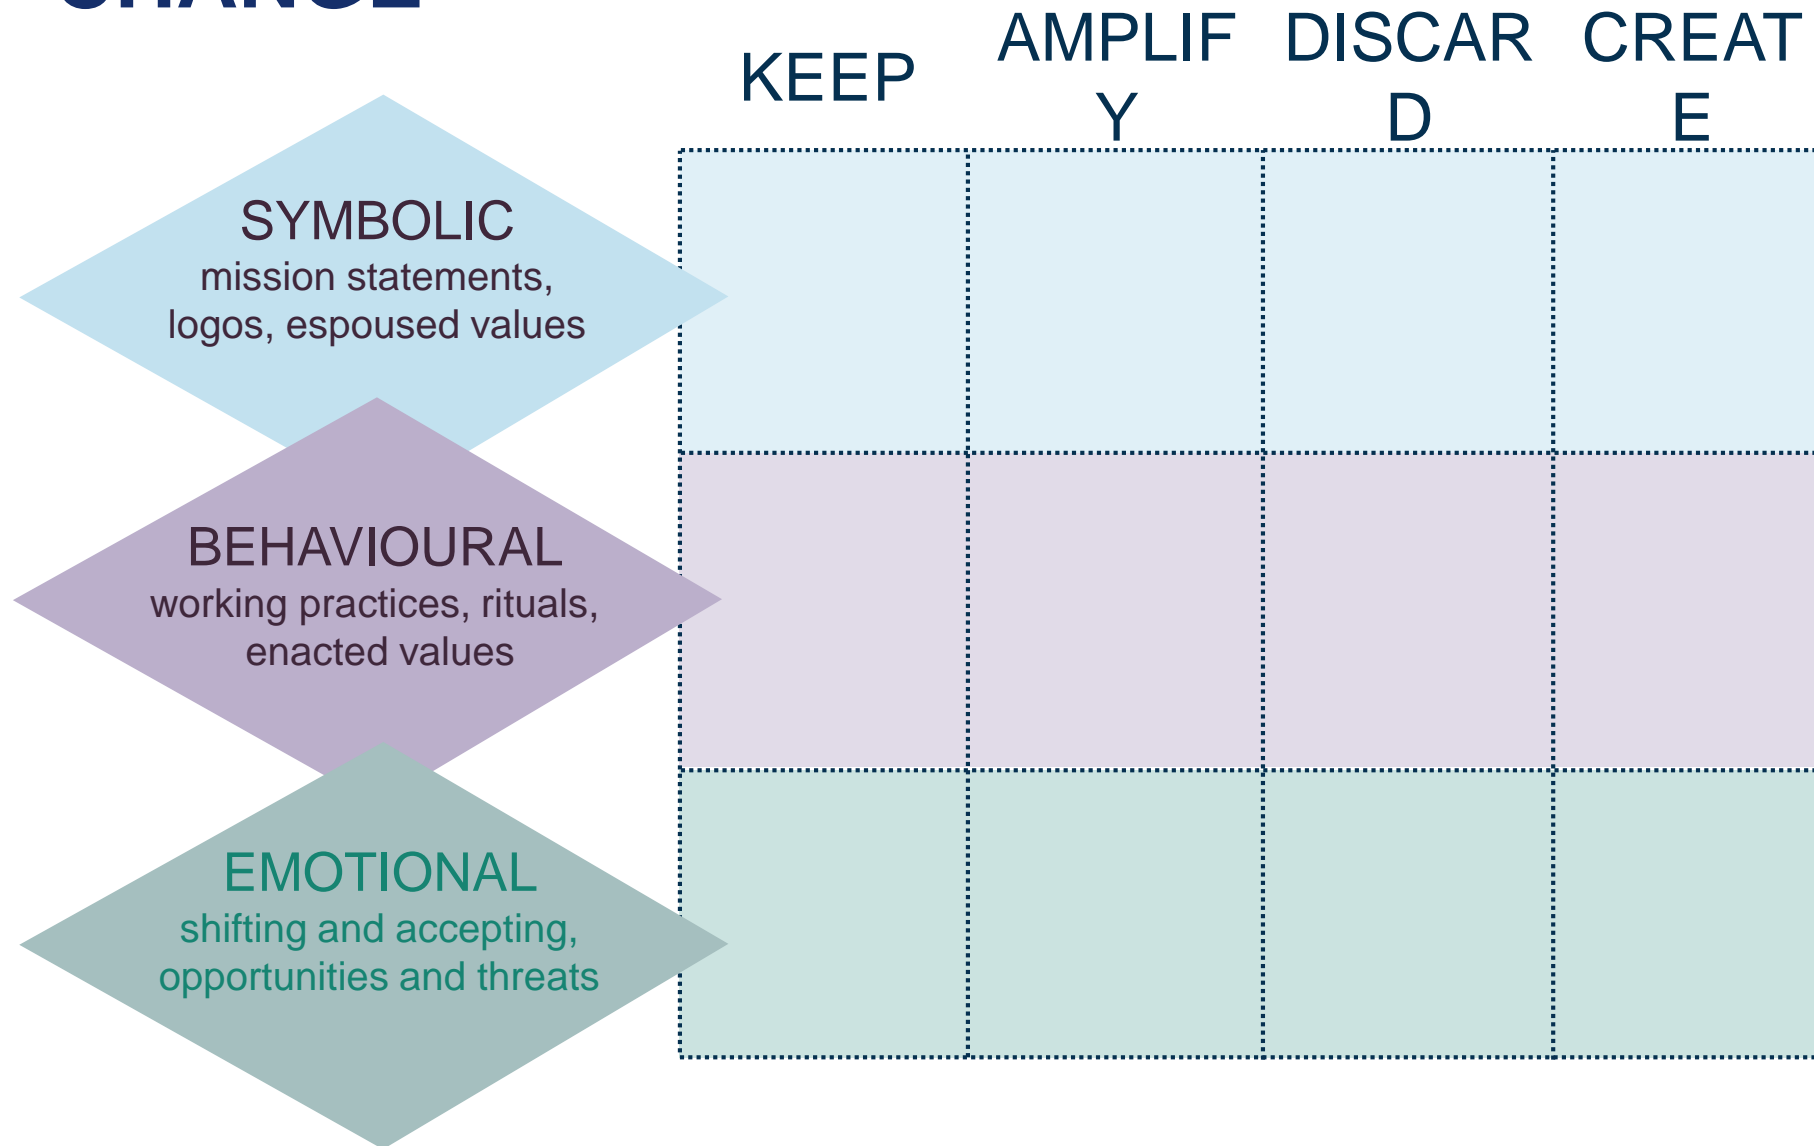 CHANGE
KEEP
AMPLIF
Y
DISCAR
D
CREAT
E
SYMBOLIC
mission statements,
logos, espoused values
BEHAVIOURAL
working practices, rituals,
enacted values
EMOTIONAL
shifting and accepting,
opportunities and threats